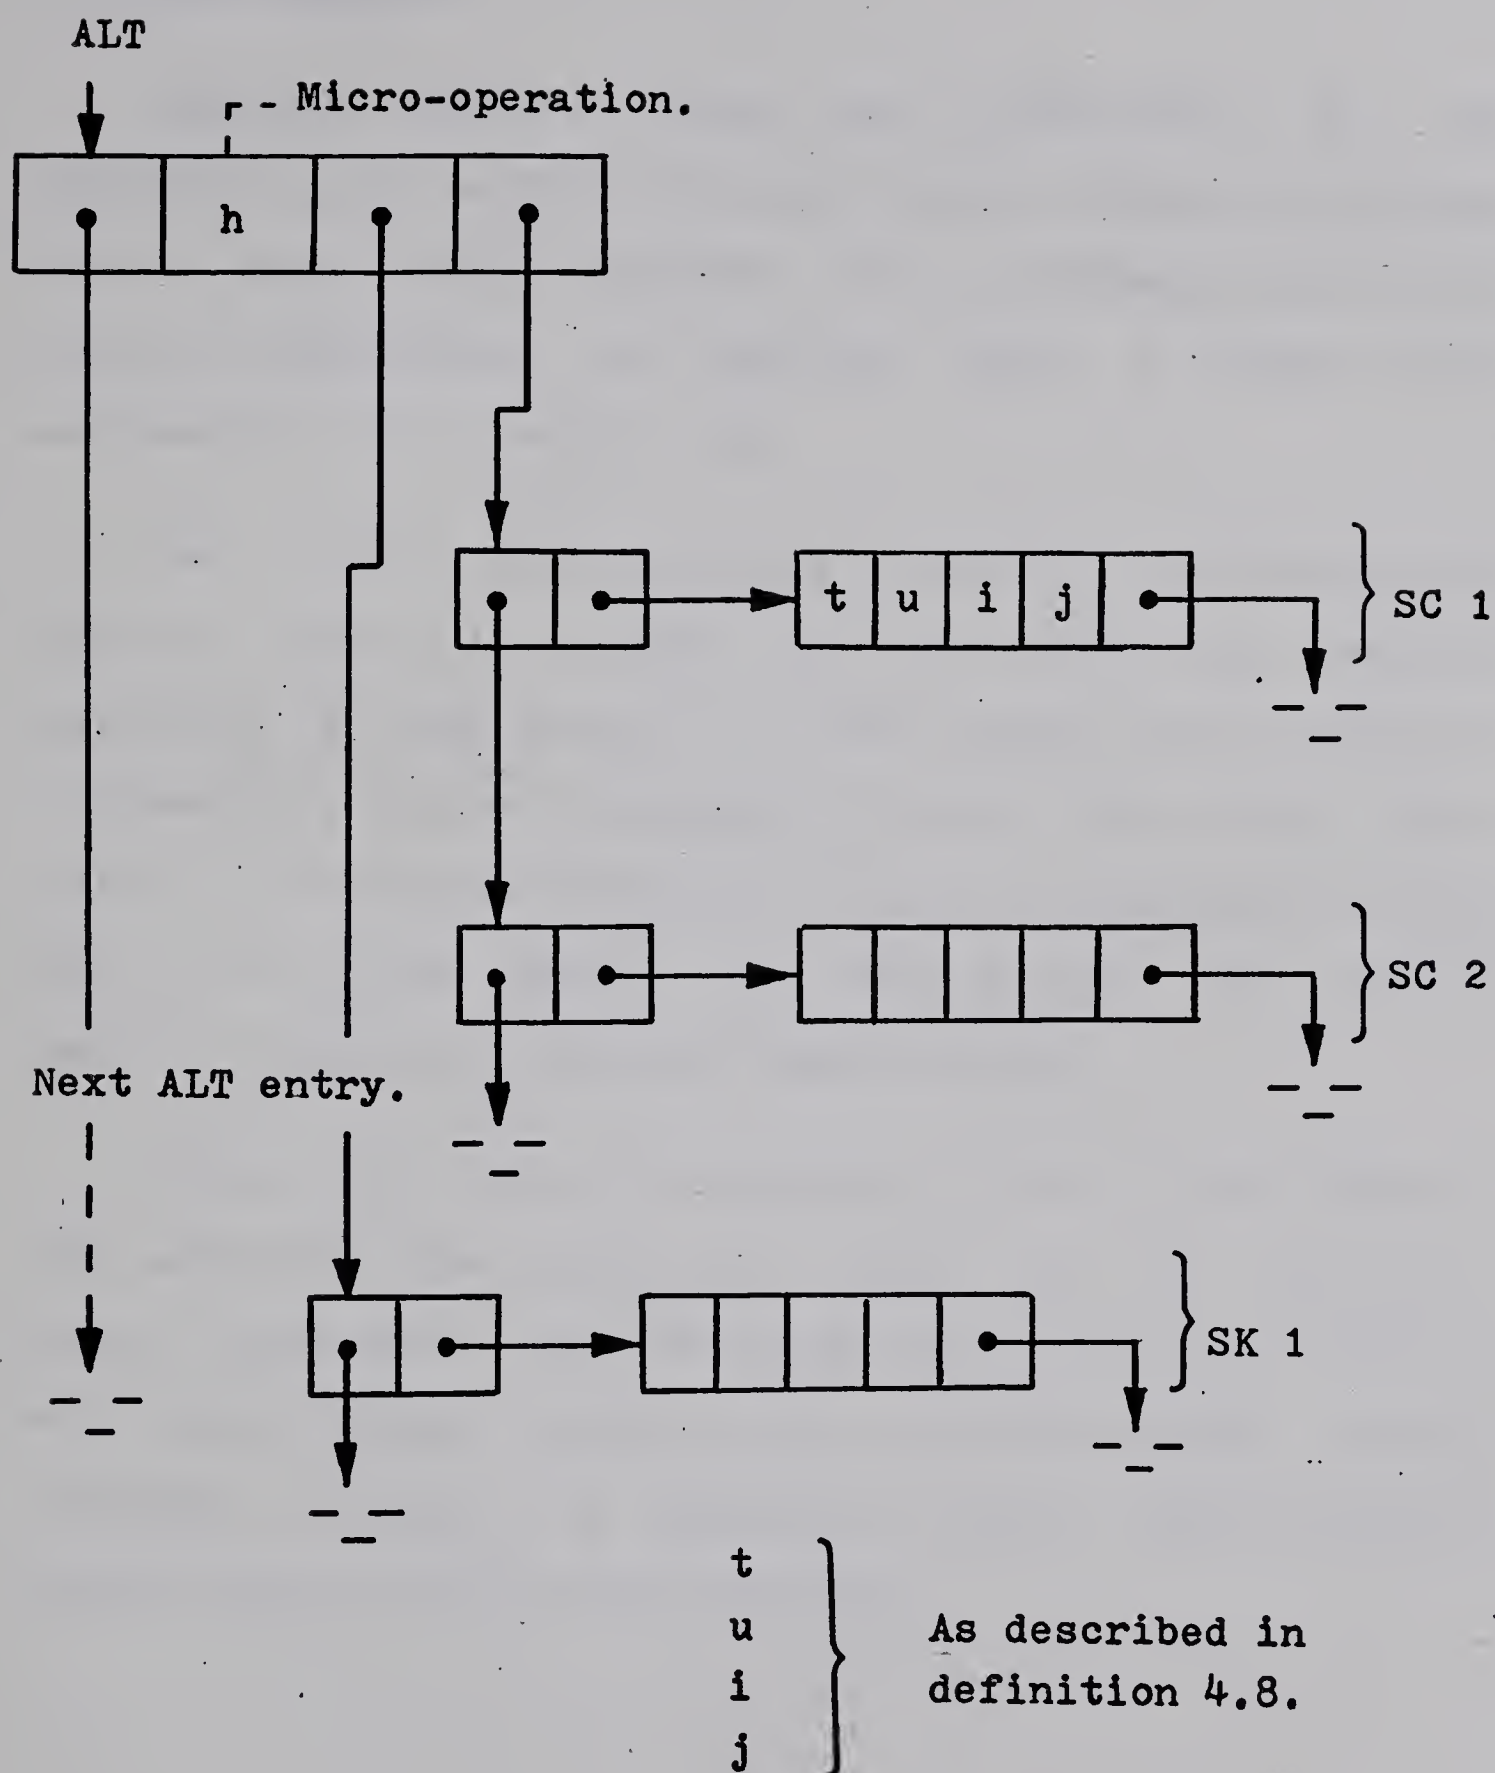 ALT
Micro-operation.
h
t u i j
SC 1
SC 2
Next ALT entry.
SK 1
t
u
i
j
As described in
definition 4.8.